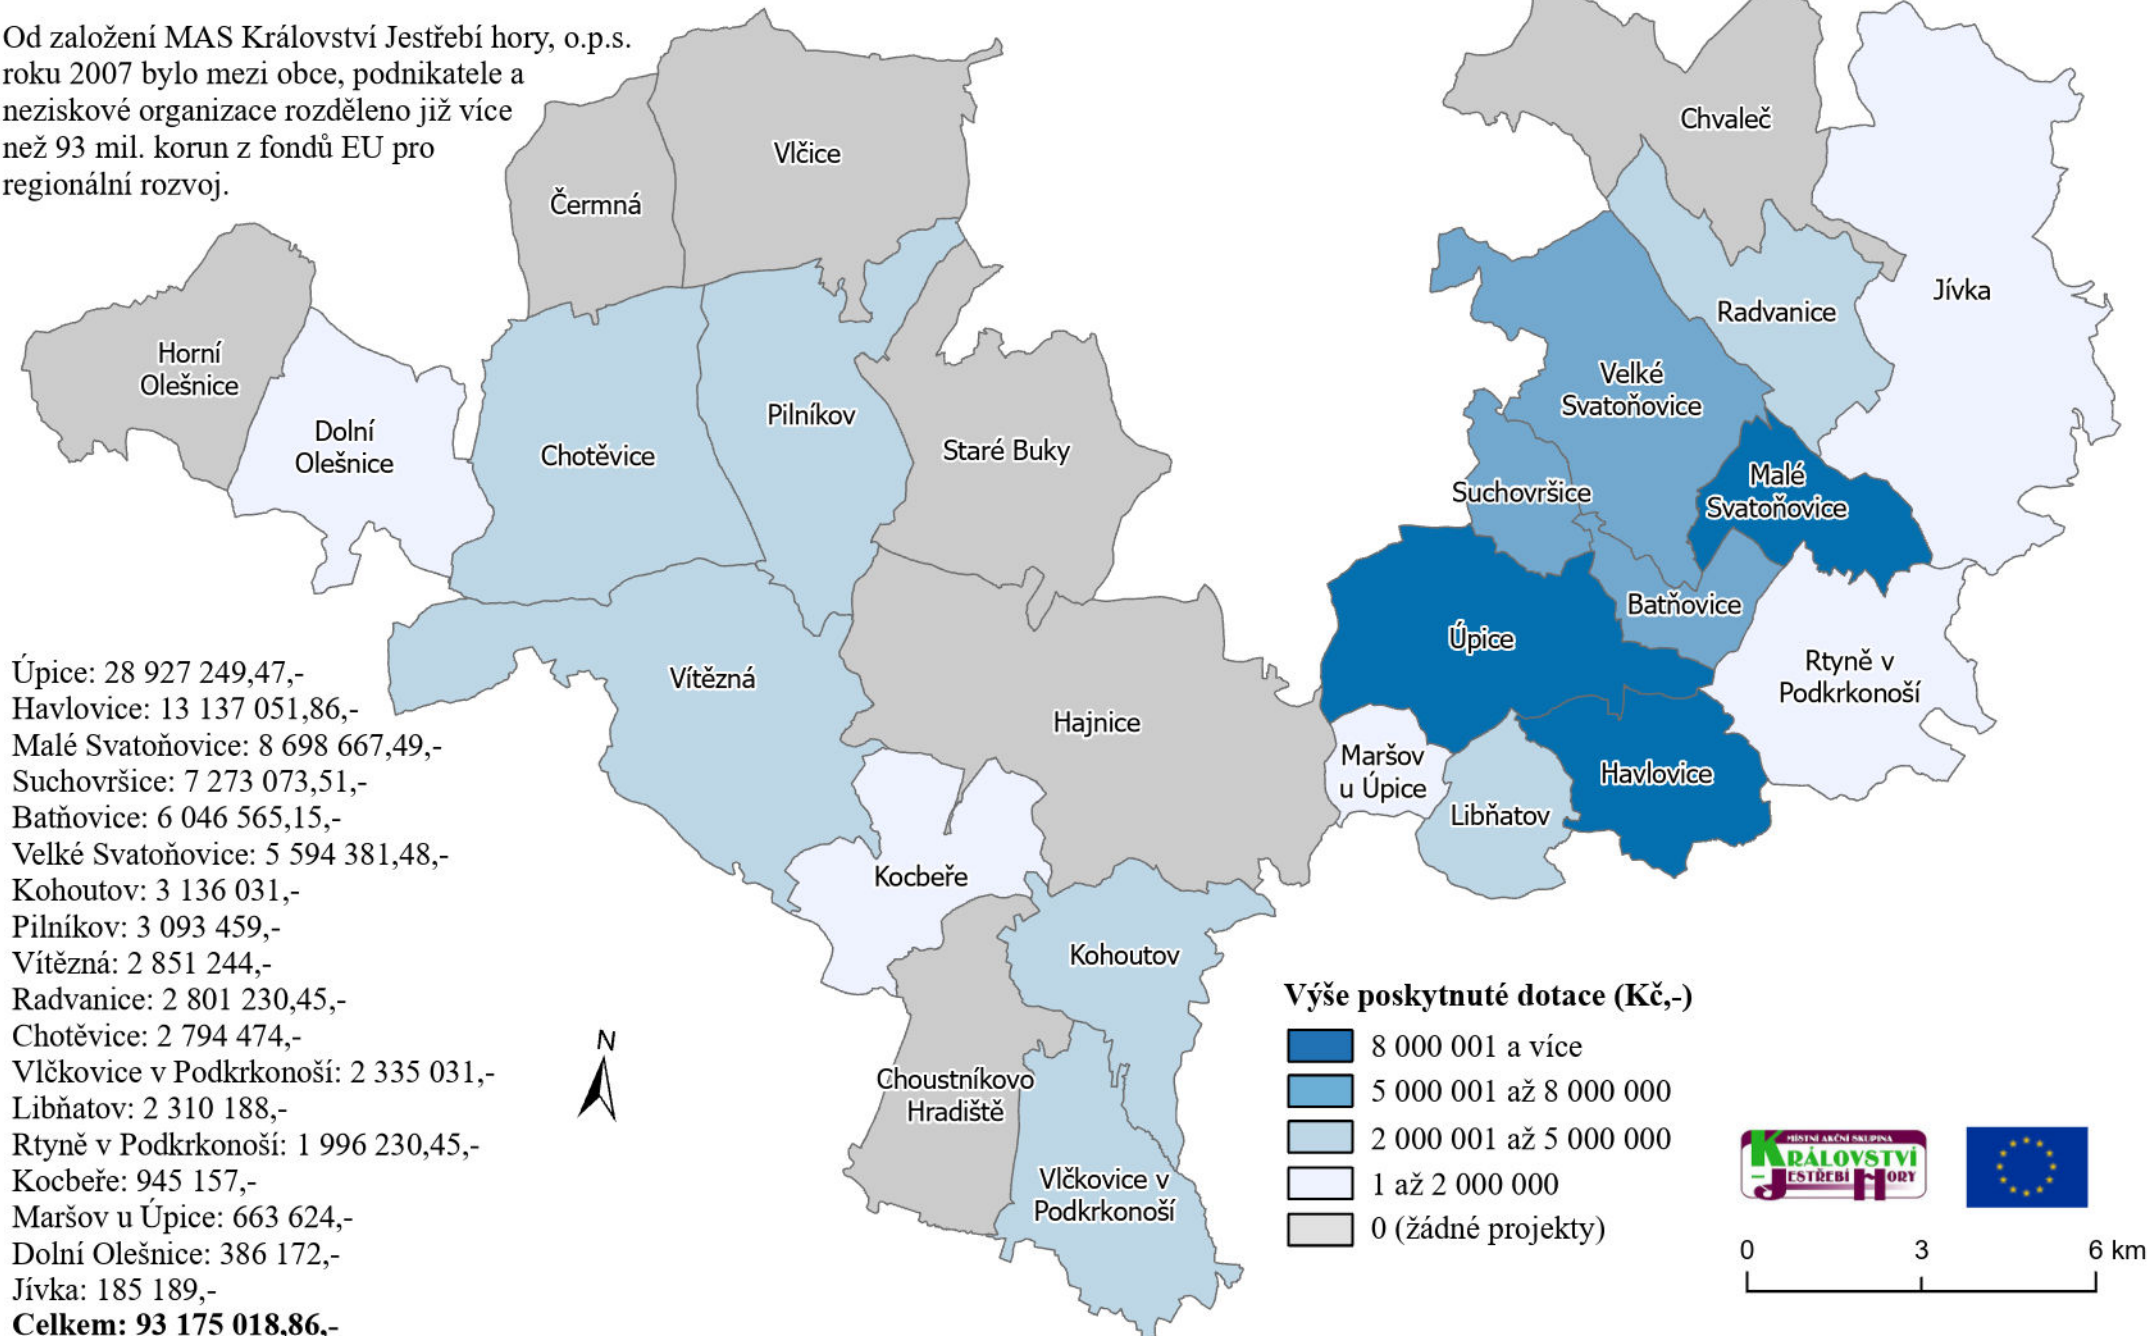 Od založení MAS Království Jestřebí hory, o.p.s.
roku 2007 bylo mezi obce, podnikatele a
neziskové organizace rozděleno již více
než 93 mil. korun z fondů EU pro
regionální rozvoj.
Chvaleč
Vlčice
Čermná
Jívka
Radvanice
Horní
Olešnice
Velké
Svatoňovice
Pilníkov
Dolní
Olešnice
Chotěvice
Staré Buky
Malé
Svatoňovice
Suchovršice
Batňovice
Úpice
Rtyně v
Podkrkonoší
Vítězná
Hajnice
Maršov
u Úpice
Havlovice
Libňatov
Kocbeře
Kohoutov
Choustníkovo
Hradiště
Vlčkovice v
Podkrkonoší
Úpice: 28 927 249,47,-
Havlovice: 13 137 051,86,-
Malé Svatoňovice: 8 698 667,49,-
Suchovršice: 7 273 073,51,-
Batňovice: 6 046 565,15,-
Velké Svatoňovice: 5 594 381,48,-
Kohoutov: 3 136 031,-
Pilníkov: 3 093 459,-
Vítězná: 2 851 244,-
Radvanice: 2 801 230,45,-
Chotěvice: 2 794 474,-
Vlčkovice v Podkrkonoší: 2 335 031,-
Libňatov: 2 310 188,-
Rtyně v Podkrkonoší: 1 996 230,45,-
Kocbeře: 945 157,-
Maršov u Úpice: 663 624,-
Dolní Olešnice: 386 172,-
Jívka: 185 189,-
Celkem: 93 175 018,86,-
N
Výše poskytnuté dotace (Kč,-)
8 000 001 a více
5 000 001 až 8 000 000
2 000 001 až 5 000 000
1 až 2 000 000
0 (žádné projekty)
MÍSTNÍ AKČNÍ SKUPINA
KRÁLOVSTVÍ
- JESTŘEBÍ HORY
0 3 6 km